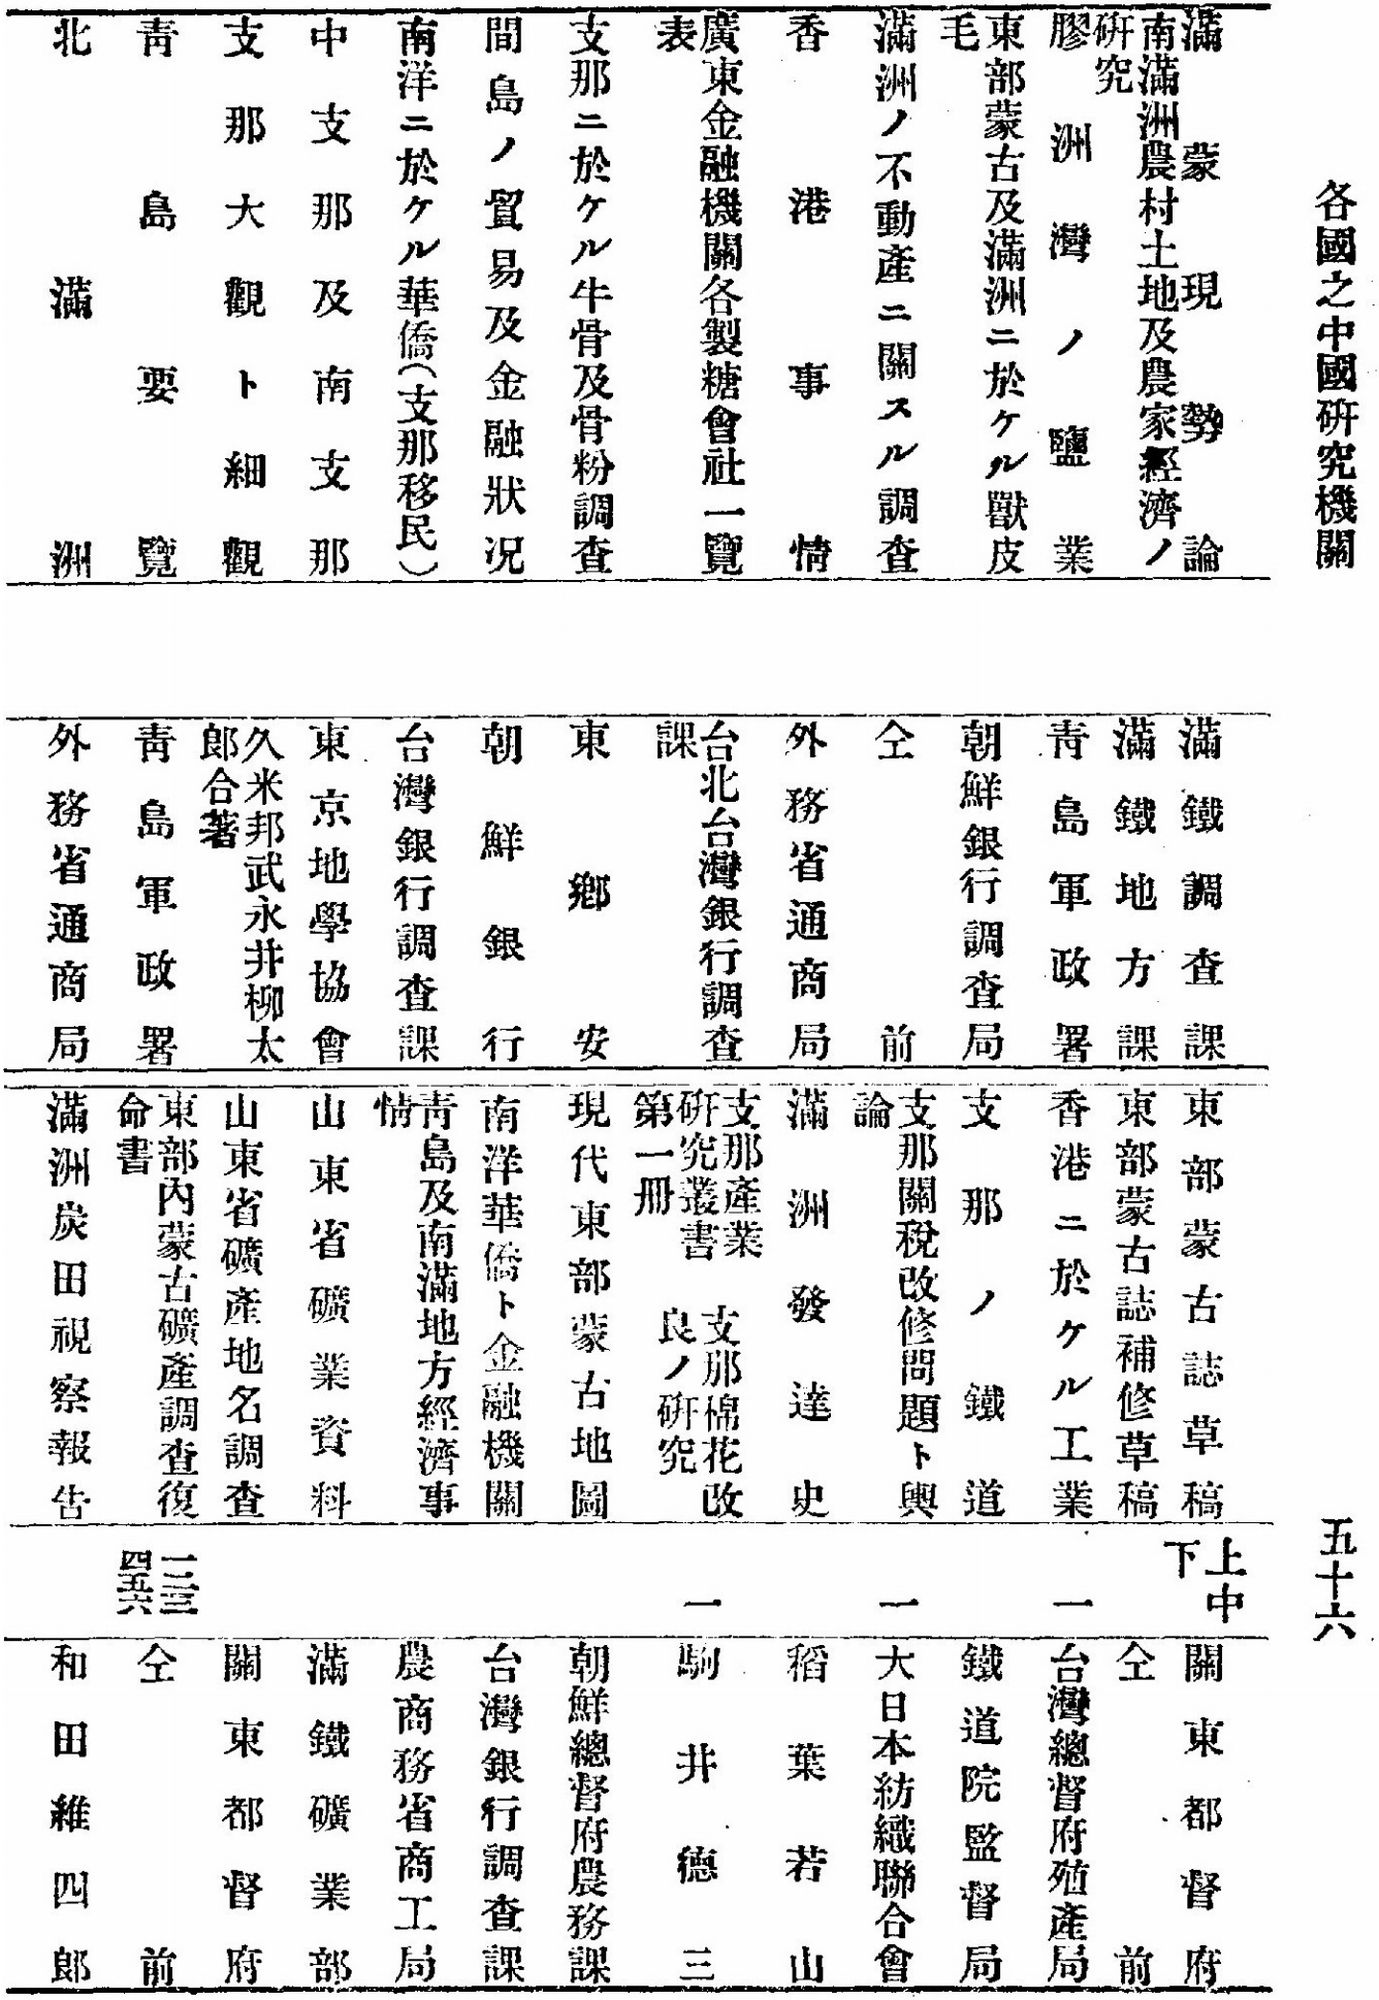 各國之中國研究機關
五十六
滿蒙現勢論
南滿洲農村土地及農家經濟ノ
研究
膠洲灣ノ鹽業
東部蒙古及滿洲ニ於ケル獸皮
毛
滿洲ノ不動產ニ關スル調查
香港事情
廣東金融機關各製糖會社一覽
表
支那ニ於ケル牛骨及骨粉調查
間島ノ貿易及金融狀况
南洋ニ於ケル華僑(支那移民)
中支那及南支那
支那大觀ト細觀
靑島要覽
北滿洲
滿鐵調查課
滿鐵地方課
靑島軍政署
朝鮮銀行調查局
仝前
外務省通商局
台北台灣銀行調查
課
東鄕安
朝鮮銀行
台灣銀行調查課
東京地學協會
久米邦武永井柳太
郎合著
靑島軍政署
外務省通商局
東部蒙古誌草稿
東部蒙古誌補修草稿
香港ニ於ケル工業
支那ノ鐵道
支那關稅改修問題ト輿
論
滿洲發達史
支那產業
研究叢書
第一册
支那棉花改
良ノ研究
現代東部蒙古地圖
南洋華僑ト金融機關
靑島及南滿地方經濟事
情
山東省礦業資料
山東省礦產地名調查
東部內蒙古礦產調查復
命書
滿洲炭田視察報告
上中
下
一
一
一
一二三
四五六
關東都督府
仝前
台灣總督府殖產局
鐵道院監督局
大日本紡織聯合會
稻葉若山
駒井德三
朝鮮總督府農務課
台灣銀行調查課
農商務省商工局
滿鐵礦業部
關東都督府
仝前
和田維四郎